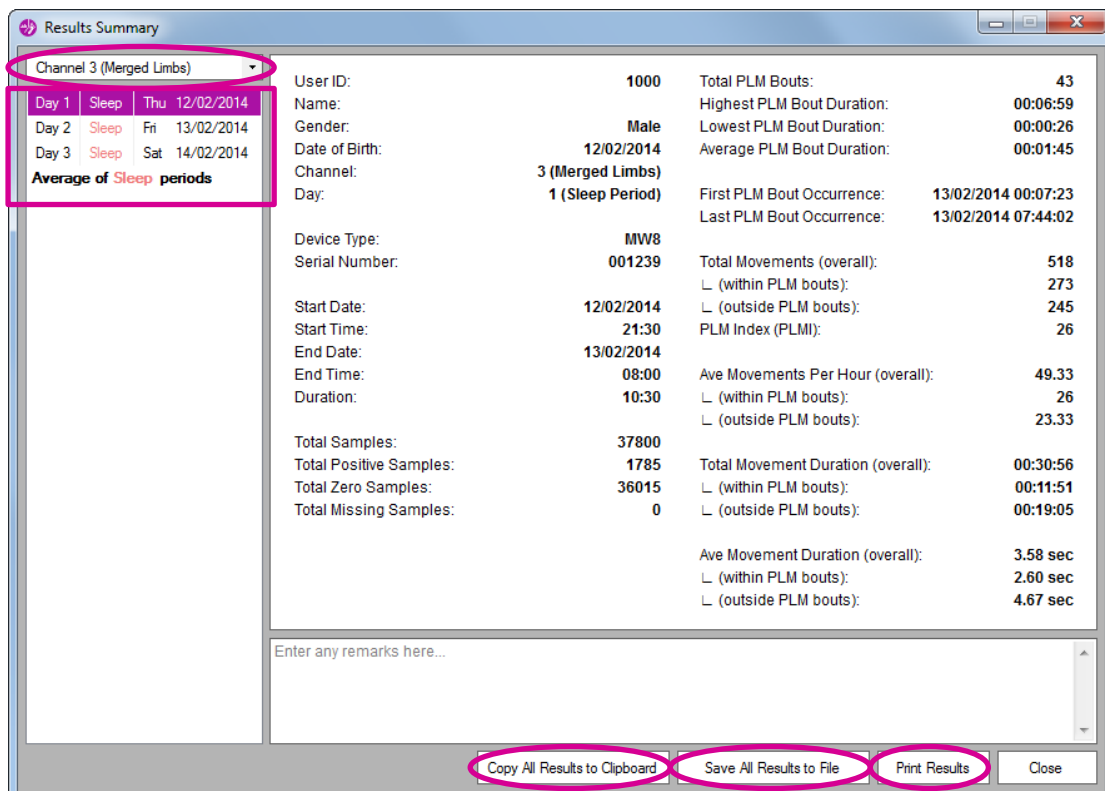 Results Summary
Channel 3 (Merged Limbs)
Day 1 Sleep Thu 12/02/2014
Day 2 Sleep Fri 13/02/2014
Day 3 Sleep Sat 14/02/2014
Average of Sleep periods
User ID: 1000
Name:
Gender: Male
Date of Birth: 12/02/2014
Channel: 3 (Merged Limbs)
Day: 1 (Sleep Period)
Device Type: MW8
Serial Number: 001239
Start Date: 12/02/2014
Start Time: 21:30
End Date: 13/02/2014
End Time: 08:00
Duration: 10:30
Total Samples: 37800
Total Positive Samples: 1785
Total Zero Samples: 36015
Total Missing Samples: 0
Total PLM Bouts: 43
Highest PLM Bout Duration: 00:06:59
Lowest PLM Bout Duration: 00:00:26
Average PLM Bout Duration: 00:01:45
First PLM Bout Occurrence: 13/02/2014 00:07:23
Last PLM Bout Occurrence: 13/02/2014 07:44:02
Total Movements (overall): 518
∟ (within PLM bouts): 273
∟ (outside PLM bouts): 245
PLM Index (PLMI): 26
Ave Movements Per Hour (overall): 49.33
∟ (within PLM bouts): 26
∟ (outside PLM bouts): 23.33
Total Movement Duration (overall): 00:30:56
∟ (within PLM bouts): 00:11:51
∟ (outside PLM bouts): 00:19:05
Ave Movement Duration (overall): 3.58 sec
∟ (within PLM bouts): 2.60 sec
∟ (outside PLM bouts): 4.67 sec
Enter any remarks here...
Copy All Results to Clipboard
Save All Results to File
Print Results
Close